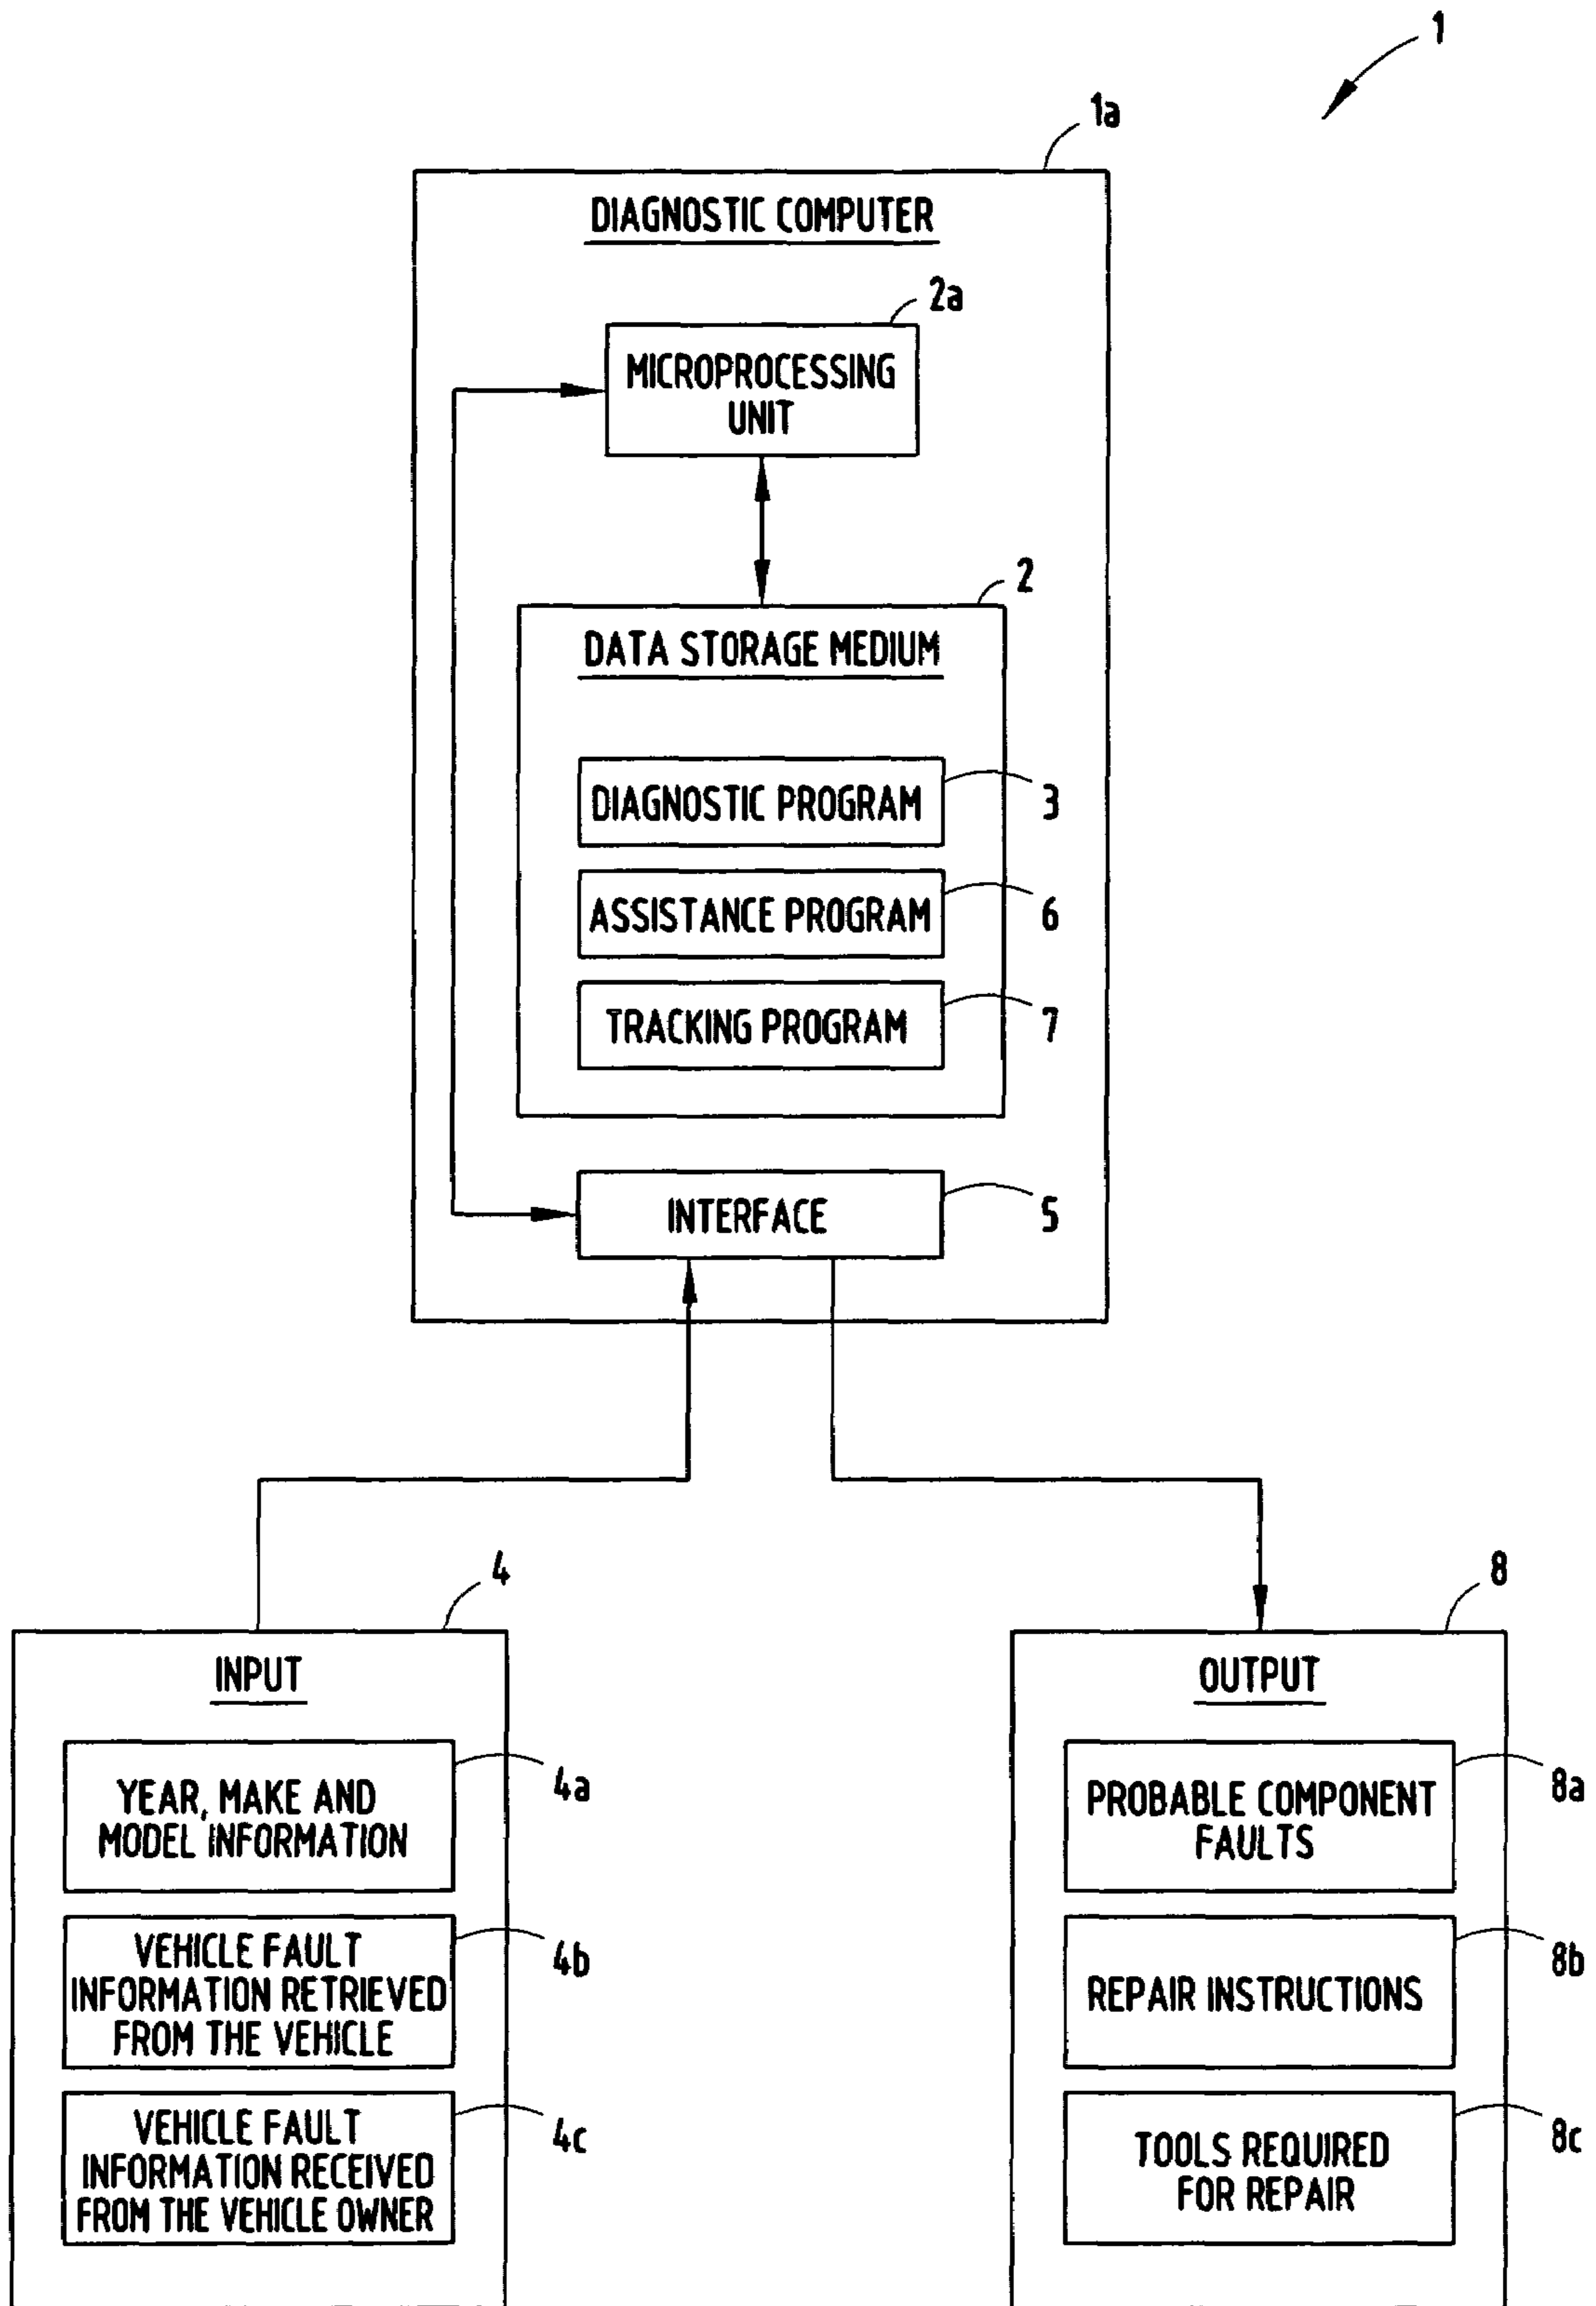 1
1a
DIAGNOSTIC COMPUTER
2a
MICROPROCESSING
UNIT
2
DATA STORAGE MEDIUM
DIAGNOSTIC PROGRAM
3
ASSISTANCE PROGRAM
6
TRACKING PROGRAM
7
INTERFACE
5
4
INPUT
YEAR, MAKE AND
MODEL INFORMATION
4a
VEHICLE FAULT
INFORMATION RETRIEVED
FROM THE VEHICLE
4b
VEHICLE FAULT
INFORMATION RECEIVED
FROM THE VEHICLE OWNER
4c
8
OUTPUT
PROBABLE COMPONENT
FAULTS
8a
REPAIR INSTRUCTIONS
8b
TOOLS REQUIRED
FOR REPAIR
8c